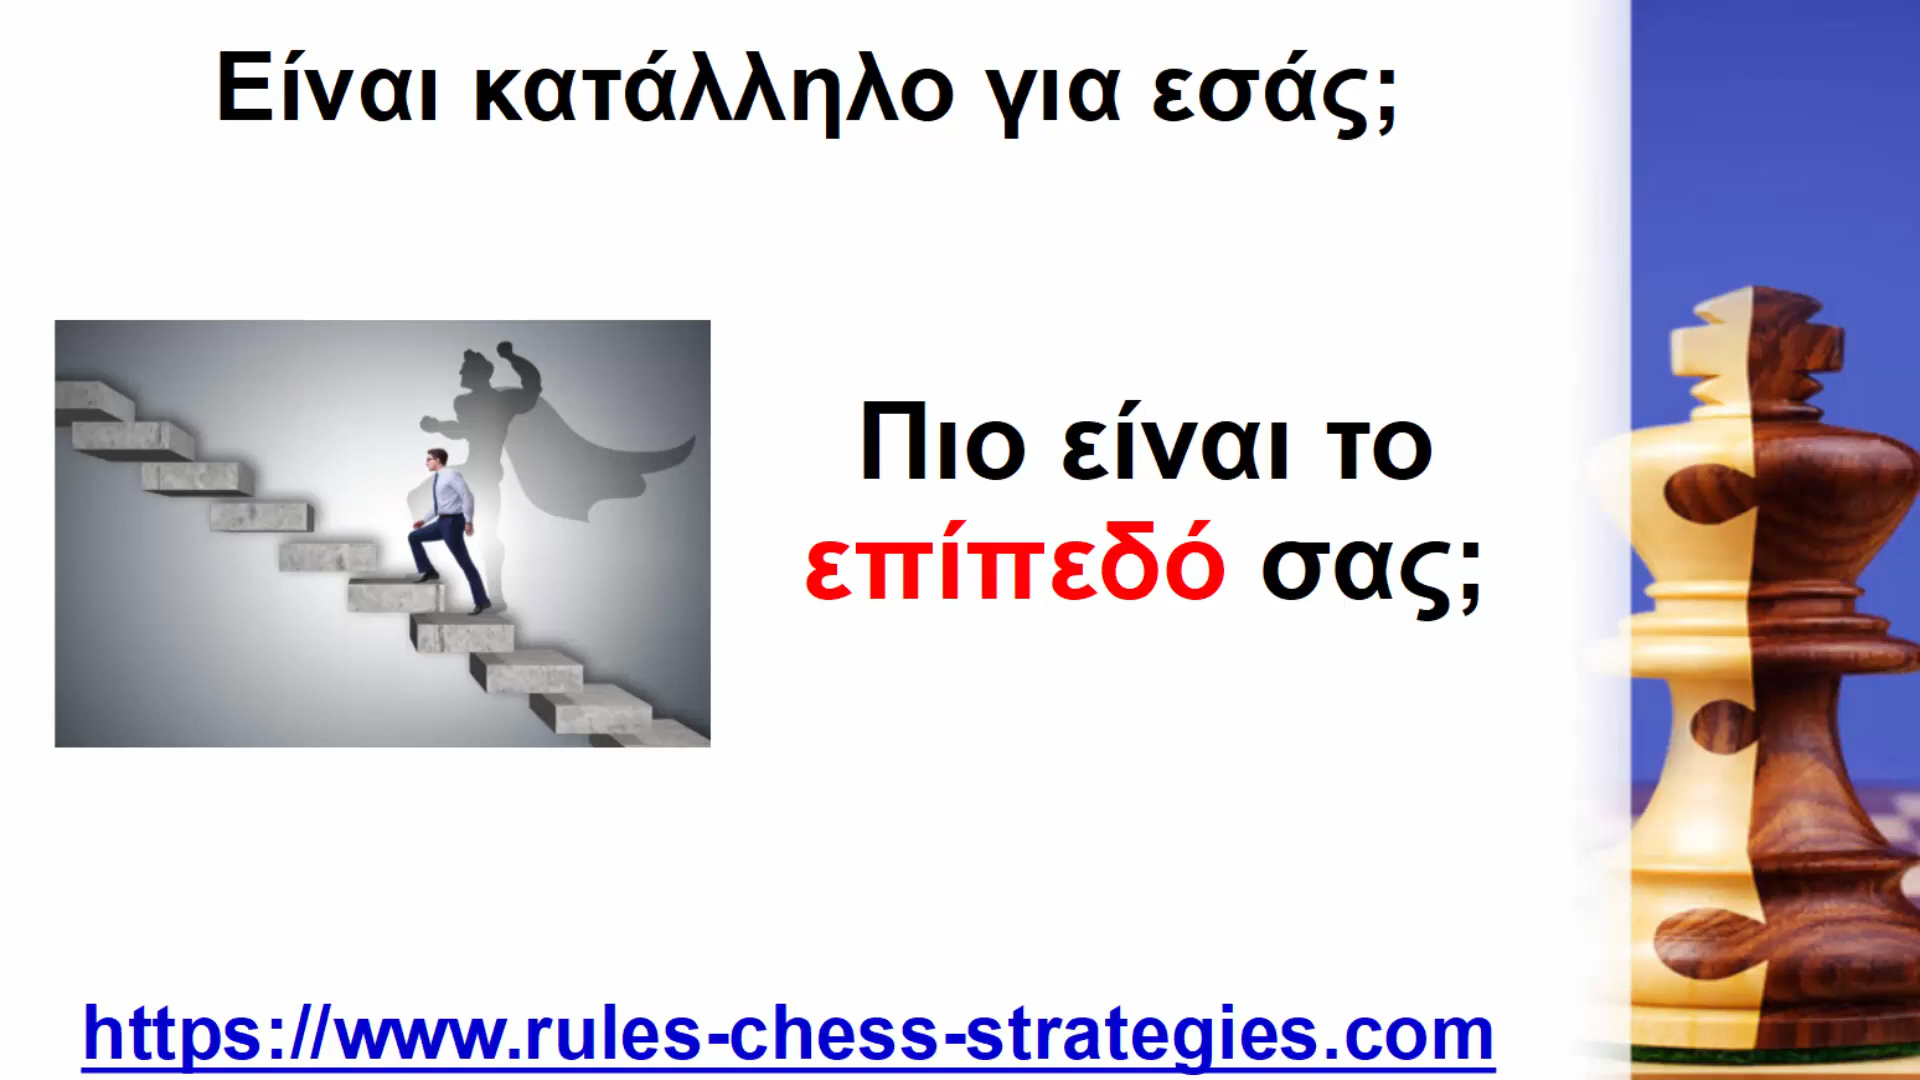 Είναι κατάλληλο για εσάς;
Πιο είναι το
επίπεδό σας;
https://www.rules-chess-strategies.com